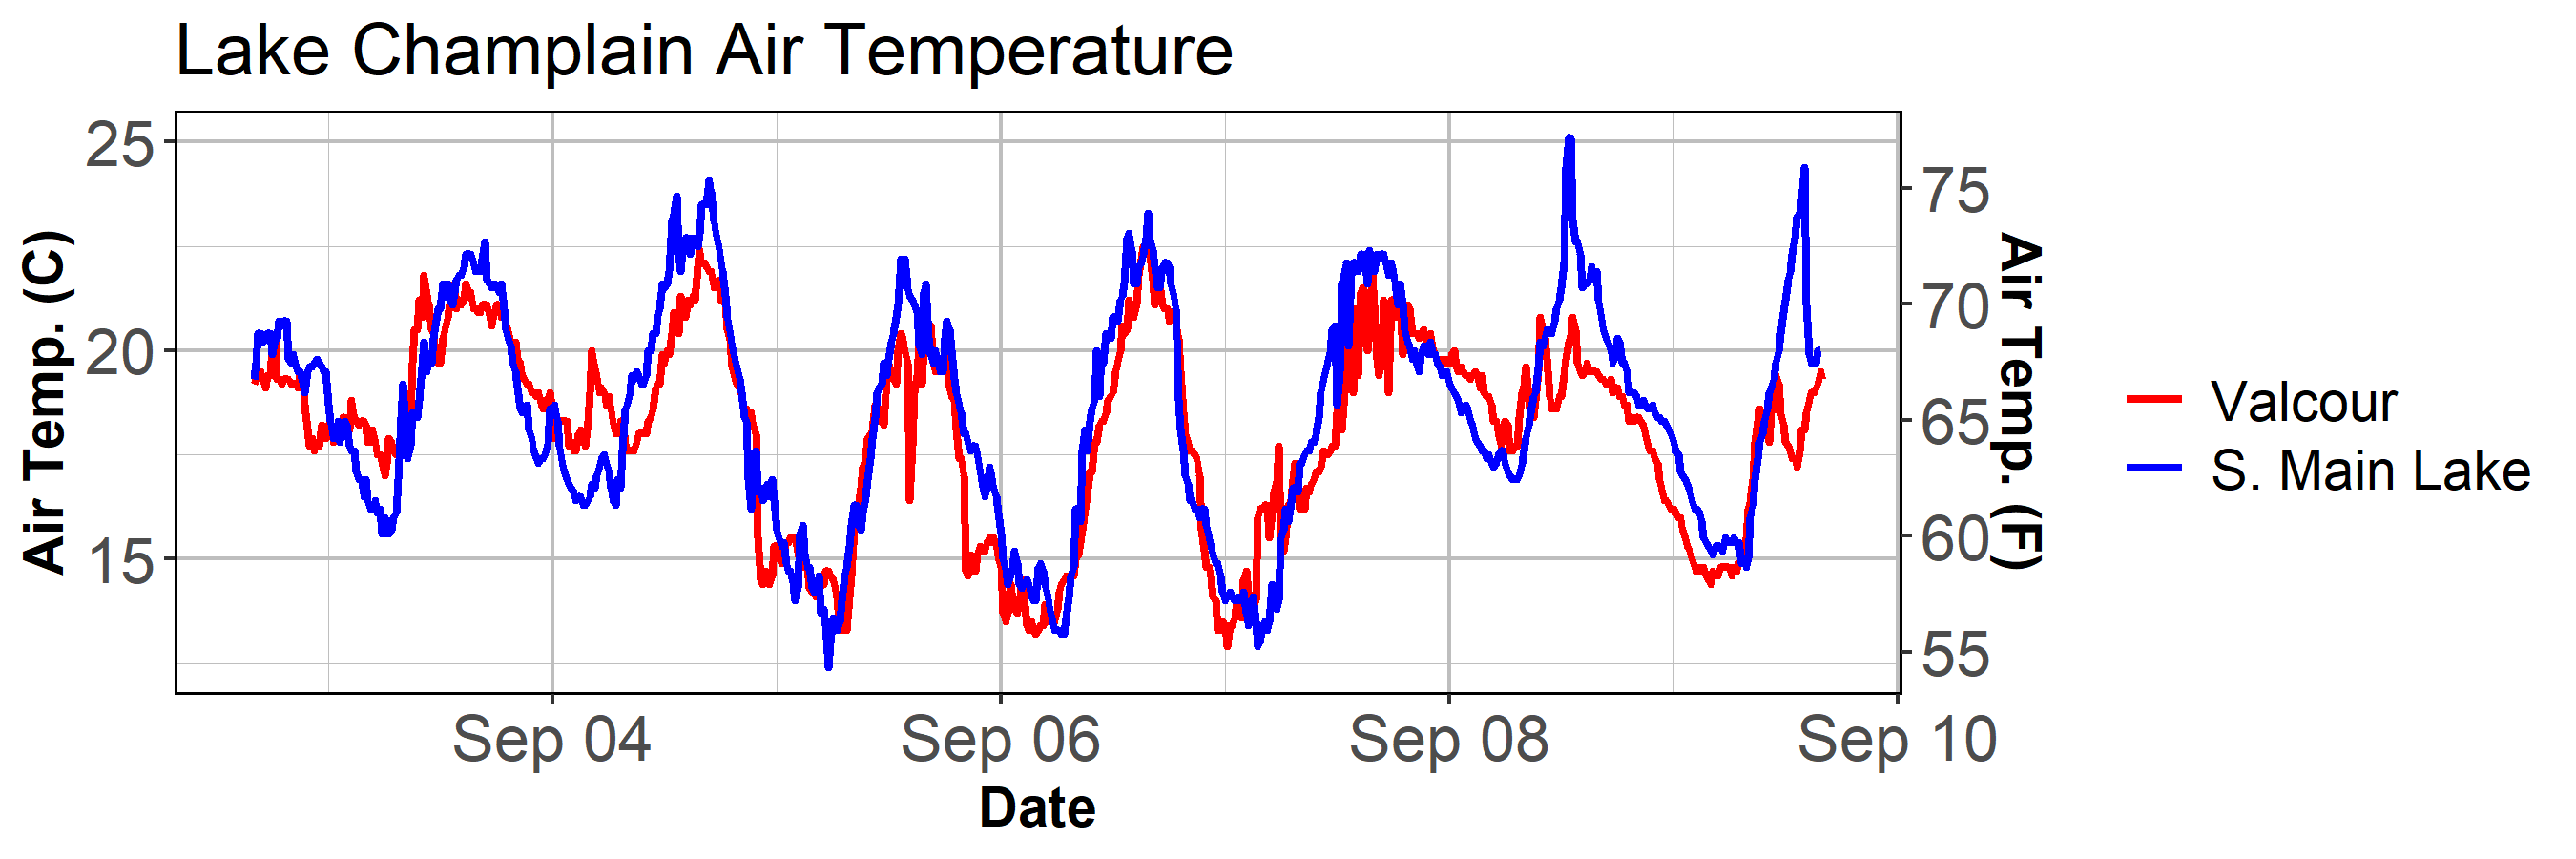 Lake Champlain Air Temperature
Air Temp. (C)
25
20
15
75
70
65
60
55
Air Temp. (F)
Sep 04
Sep 06
Sep 08
Sep 10
Date
Valcour
S. Main Lake